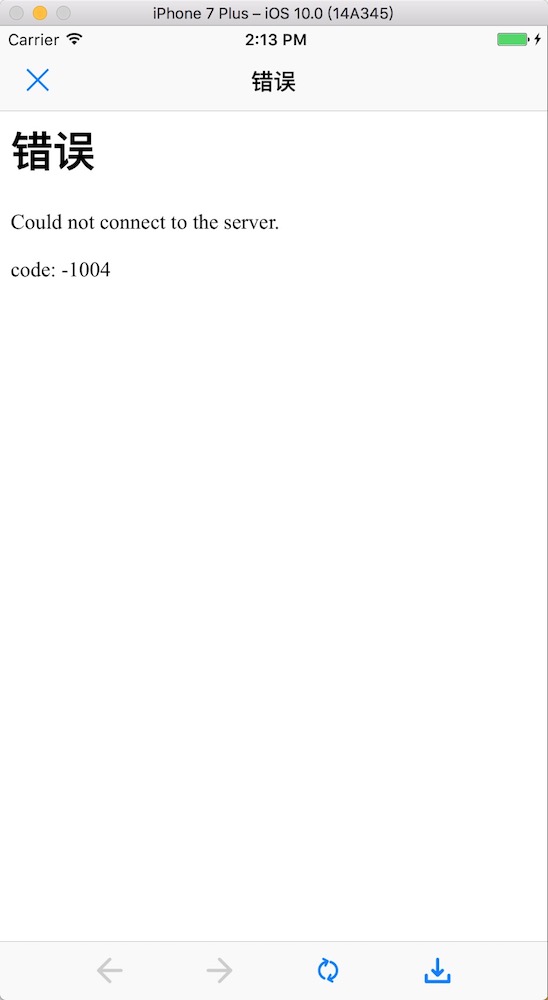 iPhone 7 Plus – iOS 10.0 (14A345)
Carrier 2:13 PM
错误
错误
Could not connect to the server.
code: -1004